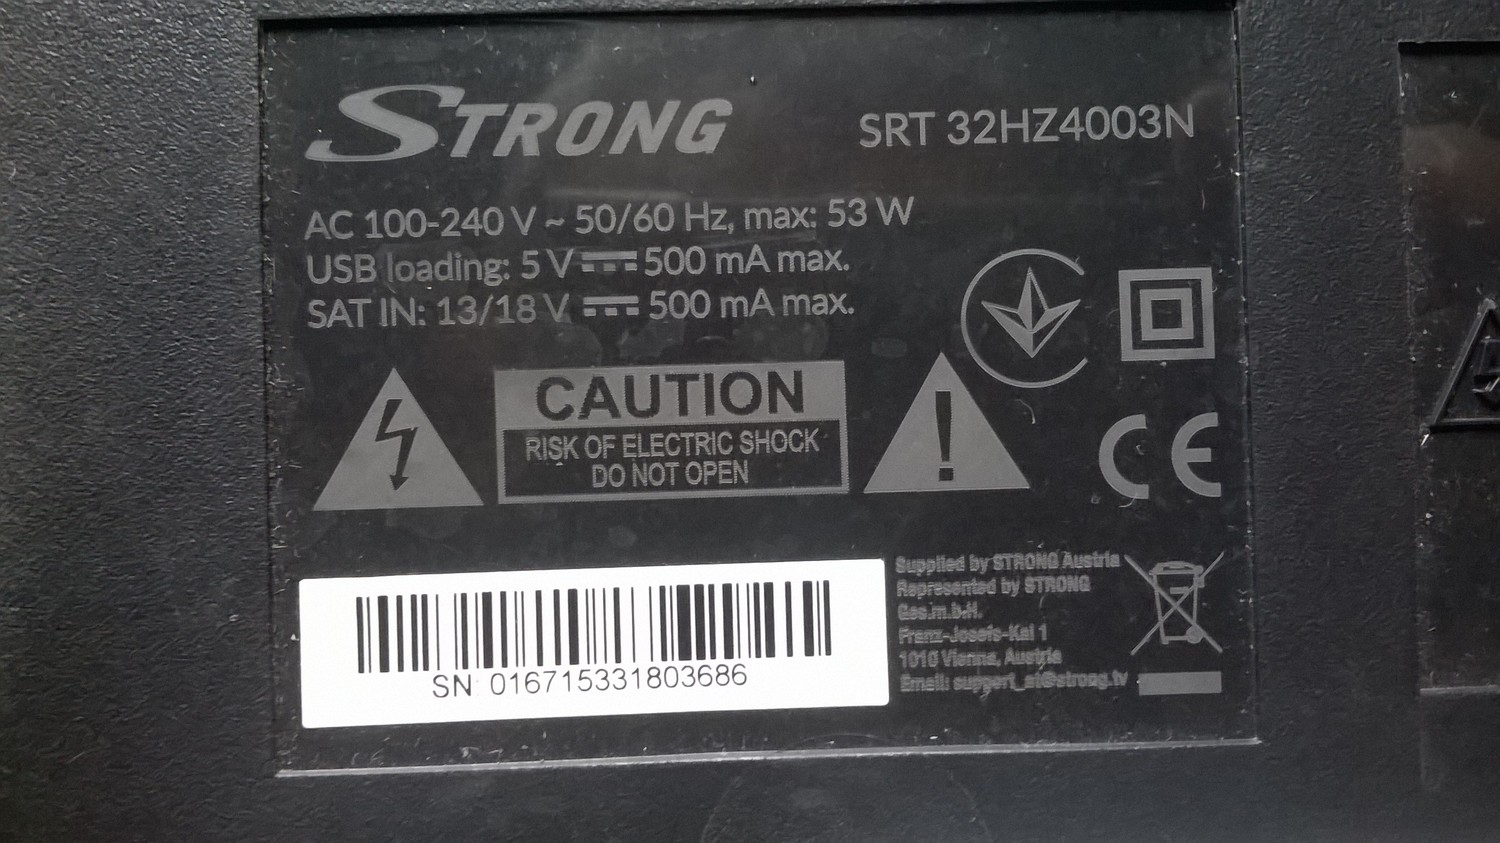 STRONG
SRT 32HZ4003N
AC 100-240 V ~ 50/60 Hz, max: 53 W
USB loading: 5 V ⎓ 500 mA max.
SAT IN: 13/18 V ⎓ 500 mA max.
CAUTION
RISK OF ELECTRIC SHOCK
DO NOT OPEN
!
CE
SN: 016715331803686
Supplied by STRONG Austria
Represented by STRONG
Ges.m.b.H.
Franz-Josefs-Kai 1
1010 Vienna, Austria
Email: support_at@strong.tv